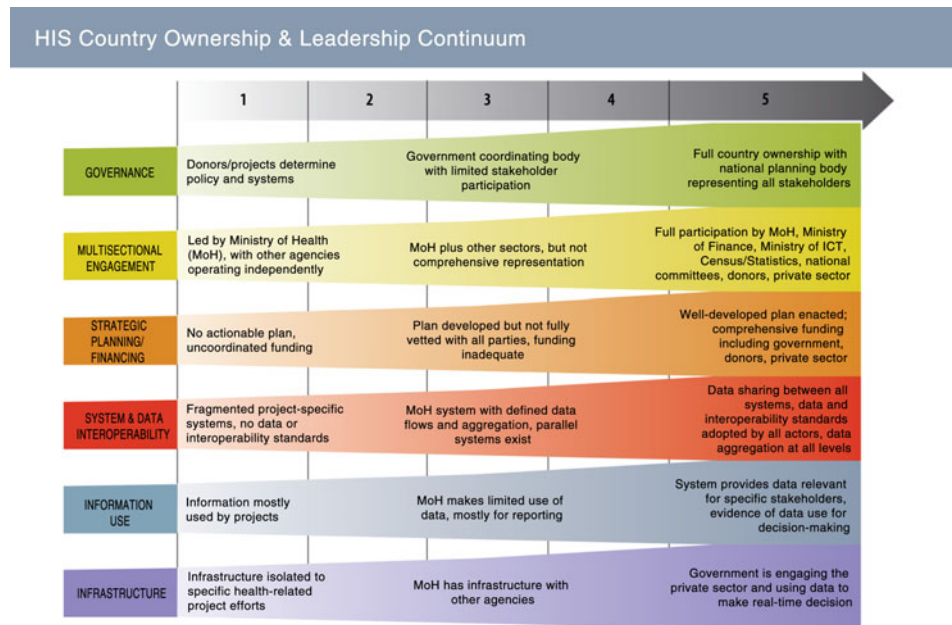 HIS Country Ownership & Leadership Continuum
1 2 3 4 5
GOVERNANCE
Donors/projects determine
policy and systems
Government coordinating body
with limited stakeholder
participation
Full country ownership with
national planning body
representing all stakeholders
MULTISECTIONAL
ENGAGEMENT
Led by Ministry of Health
(MoH), with other agencies
operating independently
MoH plus other sectors, but not
comprehensive representation
Full participation by MoH, Ministry
of Finance, Ministry of ICT,
Census/Statistics, national
committees, donors, private sector
STRATEGIC
PLANNING/
FINANCING
No actionable plan,
uncoordinated funding
Plan developed but not fully
vetted with all parties, funding
inadequate
Well-developed plan enacted;
comprehensive funding
including government,
donors, private sector
SYSTEM & DATA
INTEROPERABILITY
Fragmented project-specific
systems, no data or
interoperability standards
MoH system with defined data
flows and aggregation, parallel
systems exist
Data sharing between all
systems, data and
interoperability standards
adopted by all actors, data
aggregation at all levels
INFORMATION
USE
Information mostly
used by projects
MoH makes limited use of
data, mostly for reporting
System provides data relevant
for specific stakeholders,
evidence of data use for
decision-making
INFRASTRUCTURE
Infrastructure isolated to
specific health-related
project efforts
MoH has infrastructure with
other agencies
Government is engaging the
private sector and using data to
make real-time decision